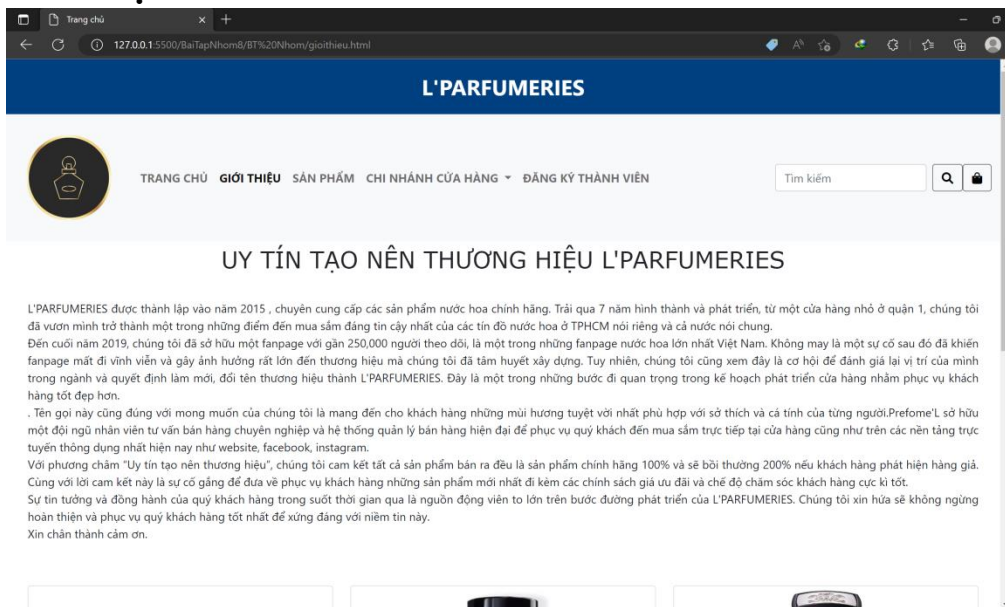 Trang chủ
127.0.0.1:5500/BaiTapNhom8/BT%20Nhom/gioithieu.html
L'PARFUMERIES
TRANG CHỦ GIỚI THIỆU SẢN PHẨM CHI NHÁNH CỬA HÀNG ĐĂNG KÝ THÀNH VIÊN Tìm kiếm
UY TÍN TẠO NÊN THƯƠNG HIỆU L'PARFUMERIES
L'PARFUMERIES được thành lập vào năm 2015 , chuyên cung cấp các sản phẩm nước hoa chính hãng. Trải qua 7 năm hình thành và phát triển, từ một cửa hàng nhỏ ở quận 1, chúng tôi
đã vươn mình trở thành một trong những điểm đến mua sắm đáng tin cậy nhất của các tín đồ nước hoa ở TPHCM nói riêng và cả nước nói chung.
Đến cuối năm 2019, chúng tôi đã sở hữu một fanpage với gần 250,000 người theo dõi, là một trong những fanpage nước hoa lớn nhất Việt Nam. Không may là một sự cố sau đó đã khiến
fanpage mất đi vĩnh viễn và gây ảnh hưởng rất lớn đến thương hiệu mà chúng tôi đã tâm huyết xây dựng. Tuy nhiên, chúng tôi cũng xem đây là cơ hội để đánh giá lại vị trí của mình
trong ngành và quyết định làm mới, đổi tên thương hiệu thành L'PARFUMERIES. Đây là một trong những bước đi quan trọng trong kế hoạch phát triển cửa hàng nhằm phục vụ khách
hàng tốt đẹp hơn.
. Tên gọi này cũng đúng với mong muốn của chúng tôi là mang đến cho khách hàng những mùi hương tuyệt vời nhất phù hợp với sở thích và cá tính của từng người.Prefome'L sở hữu
một đội ngũ nhân viên tư vấn bán hàng chuyên nghiệp và hệ thống quản lý bán hàng hiện đại để phục vụ quý khách đến mua sắm trực tiếp tại cửa hàng cũng như trên các nền tảng trực
tuyến thông dụng nhất hiện nay như website, facebook, instagram.
Với phương châm "Uy tín tạo nên thương hiệu", chúng tôi cam kết tất cả sản phẩm bán ra đều là sản phẩm chính hãng 100% và sẽ bồi thường 200% nếu khách hàng phát hiện hàng giả.
Cùng với lời cam kết này là sự cố gắng để đưa về phục vụ khách hàng những sản phẩm mới nhất đi kèm các chính sách giá ưu đãi và chế độ chăm sóc khách hàng cực kì tốt.
Sự tin tưởng và đồng hành của quý khách hàng trong suốt thời gian qua là nguồn động viên to lớn trên bước đường phát triển của L'PARFUMERIES. Chúng tôi xin hứa sẽ không ngừng
hoàn thiện và phục vụ quý khách hàng tốt nhất để xứng đáng với niềm tin này.
Xin chân thành cảm ơn.